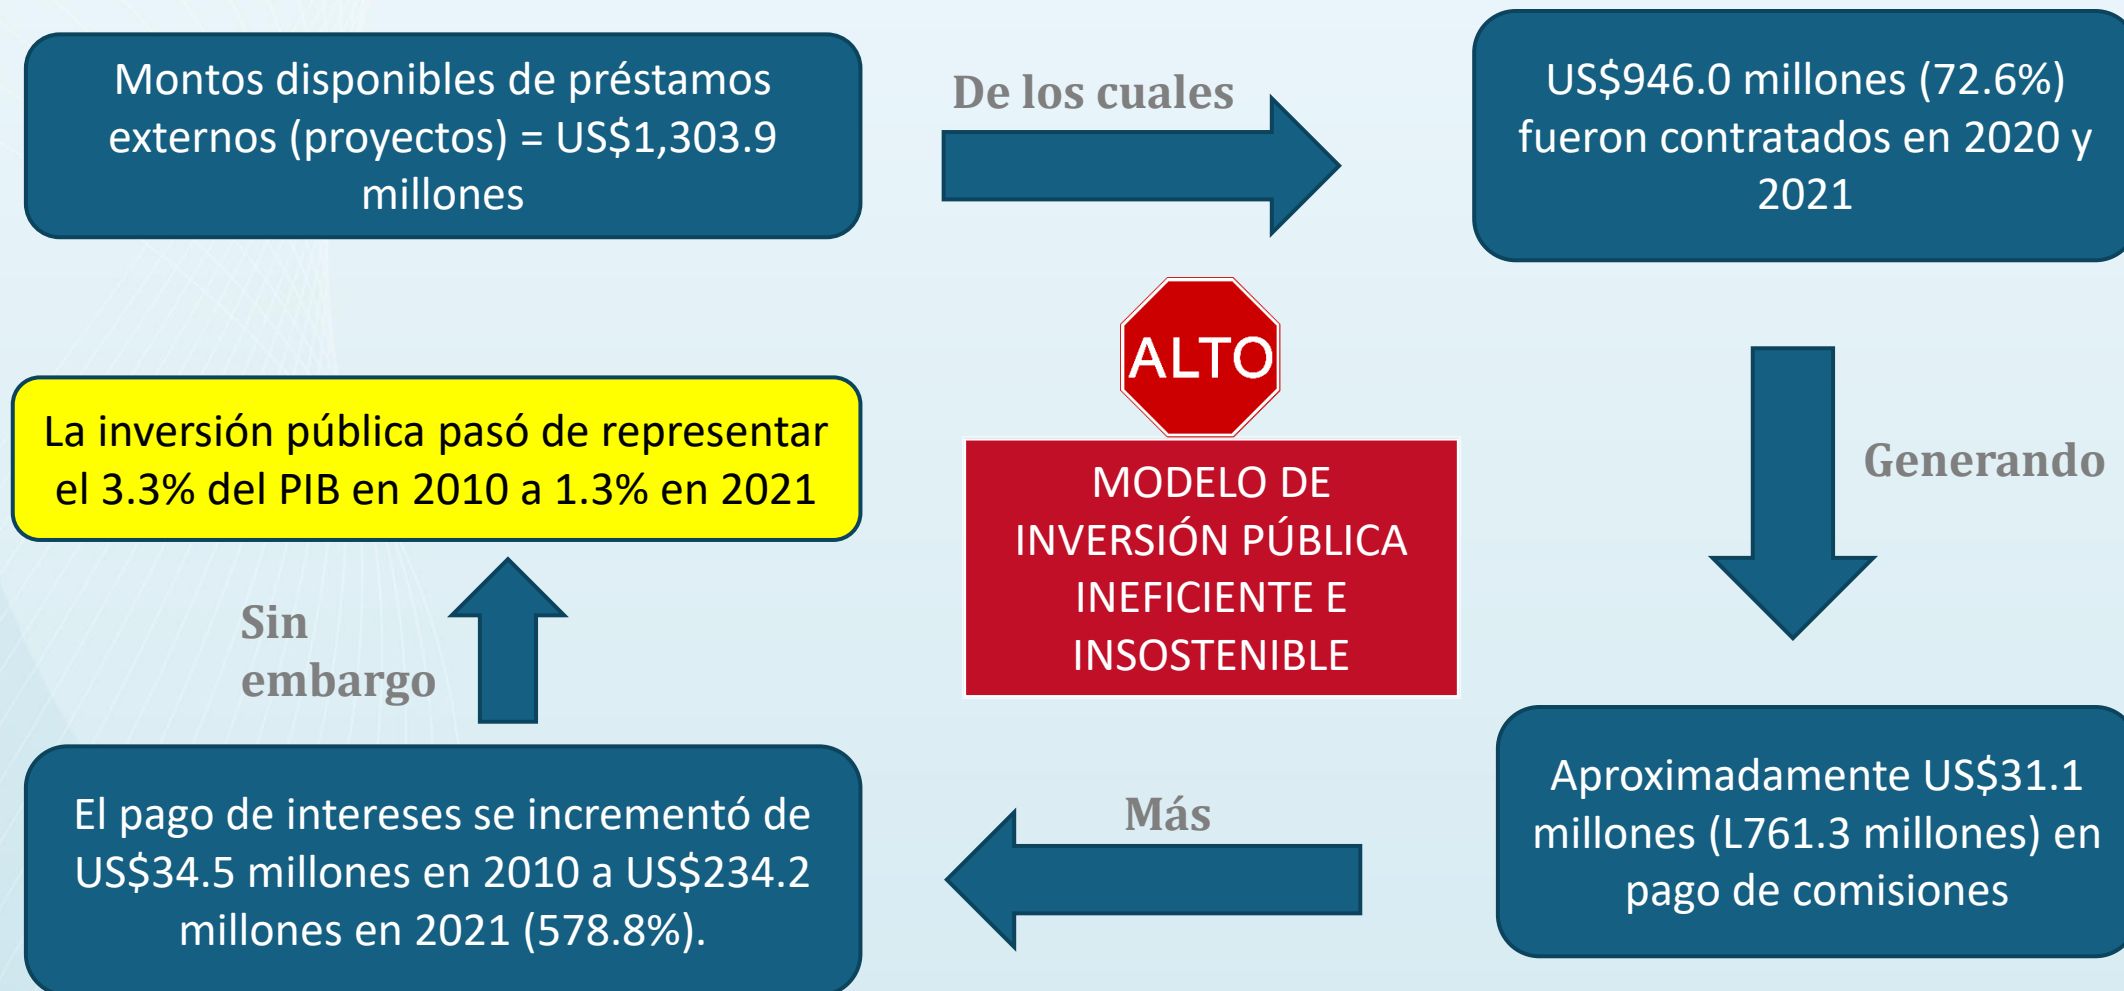 Montos disponibles de préstamos
externos (proyectos) = US$1,303.9
millones
De los cuales
US$946.0 millones (72.6%)
fueron contratados en 2020 y
2021
Generando
Aproximadamente US$31.1
millones (L761.3 millones) en
pago de comisiones
Más
El pago de intereses se incrementó de
US$34.5 millones en 2010 a US$234.2
millones en 2021 (578.8%).
Sin
embargo
La inversión pública pasó de representar
el 3.3% del PIB en 2010 a 1.3% en 2021
ALTO
MODELO DE
INVERSIÓN PÚBLICA
INEFICIENTE E
INSOSTENIBLE